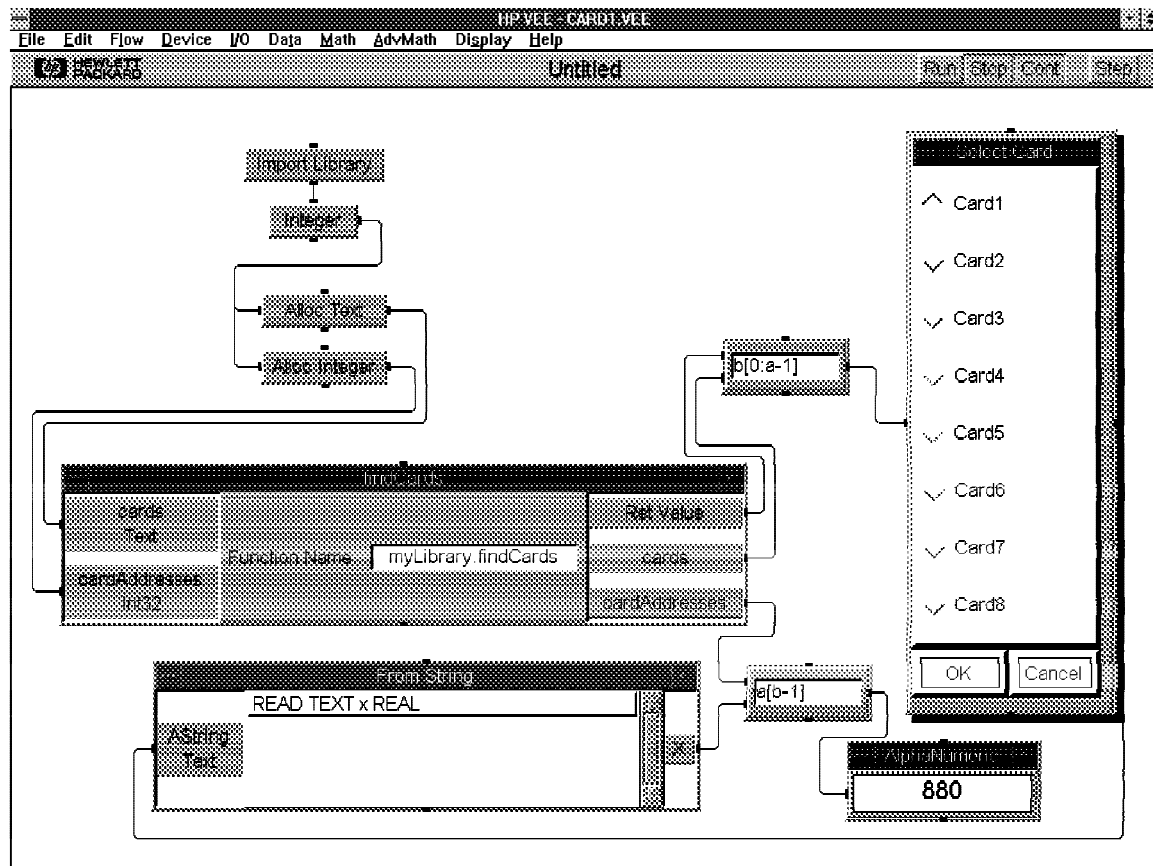 HP VEE - CARD1.VEE
File Edit Flow Device I/O Data Math AdvMath Display Help
HEWLETT
PACKARD
Untitled
Run Stop Cont Step
Import Library
Integer
Alloc Text
Alloc Integer
b[0:a-1]
Select Card
Card1
Card2
Card3
Card4
Card5
Card6
Card7
Card8
OK Cancel
findCards
cards
Text
cardAddresses
Int32
Function Name myLibrary.findCards
Ret Value
cards
cardAddresses
From String
READ TEXT x REAL
AString
Text
X
a[b-1]
AlphaNumeric
880